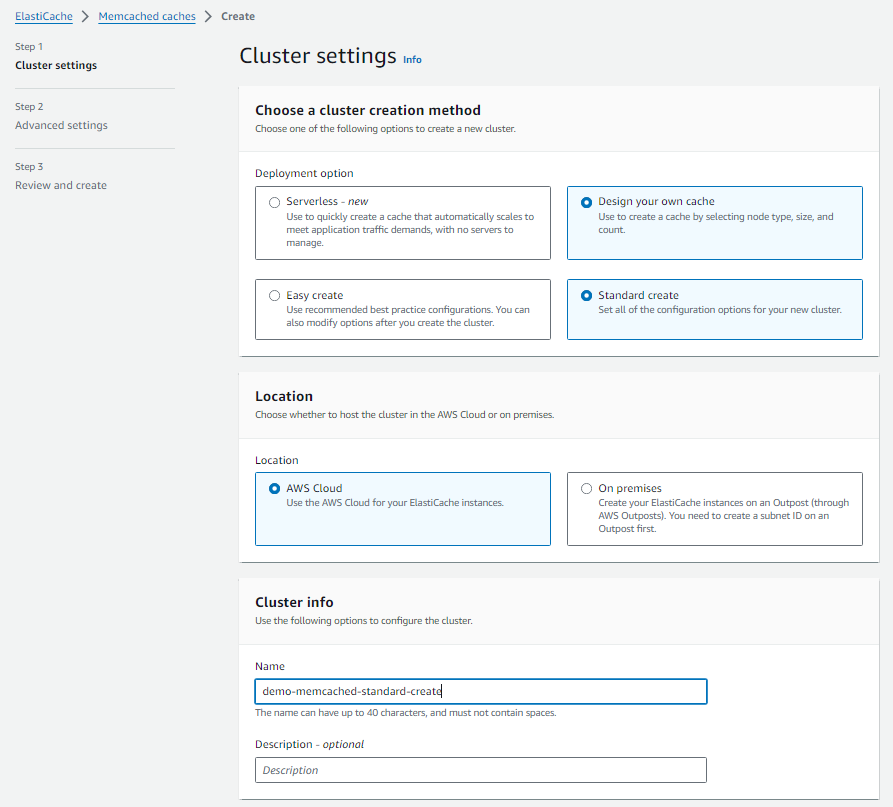 ElastiCache > Memcached caches > Create
Step 1
Cluster settings
Step 2
Advanced settings
Step 3
Review and create
Cluster settings Info
Choose a cluster creation method
Choose one of the following options to create a new cluster.
Deployment option
Serverless - new
Use to quickly create a cache that automatically scales to
meet application traffic demands, with no servers to
manage.
Design your own cache
Use to create a cache by selecting node type, size, and
count.
Easy create
Use recommended best practice configurations. You can
also modify options after you create the cluster.
Standard create
Set all of the configuration options for your new cluster.
Location
Choose whether to host the cluster in the AWS Cloud or on premises.
Location
AWS Cloud
Use the AWS Cloud for your ElastiCache instances.
On premises
Create your ElastiCache instances on an Outpost (through
AWS Outposts). You need to create a subnet ID on an
Outpost first.
Cluster info
Use the following options to configure the cluster.
Name
demo-memcached-standard-create
The name can have up to 40 characters, and must not contain spaces.
Description - optional
Description